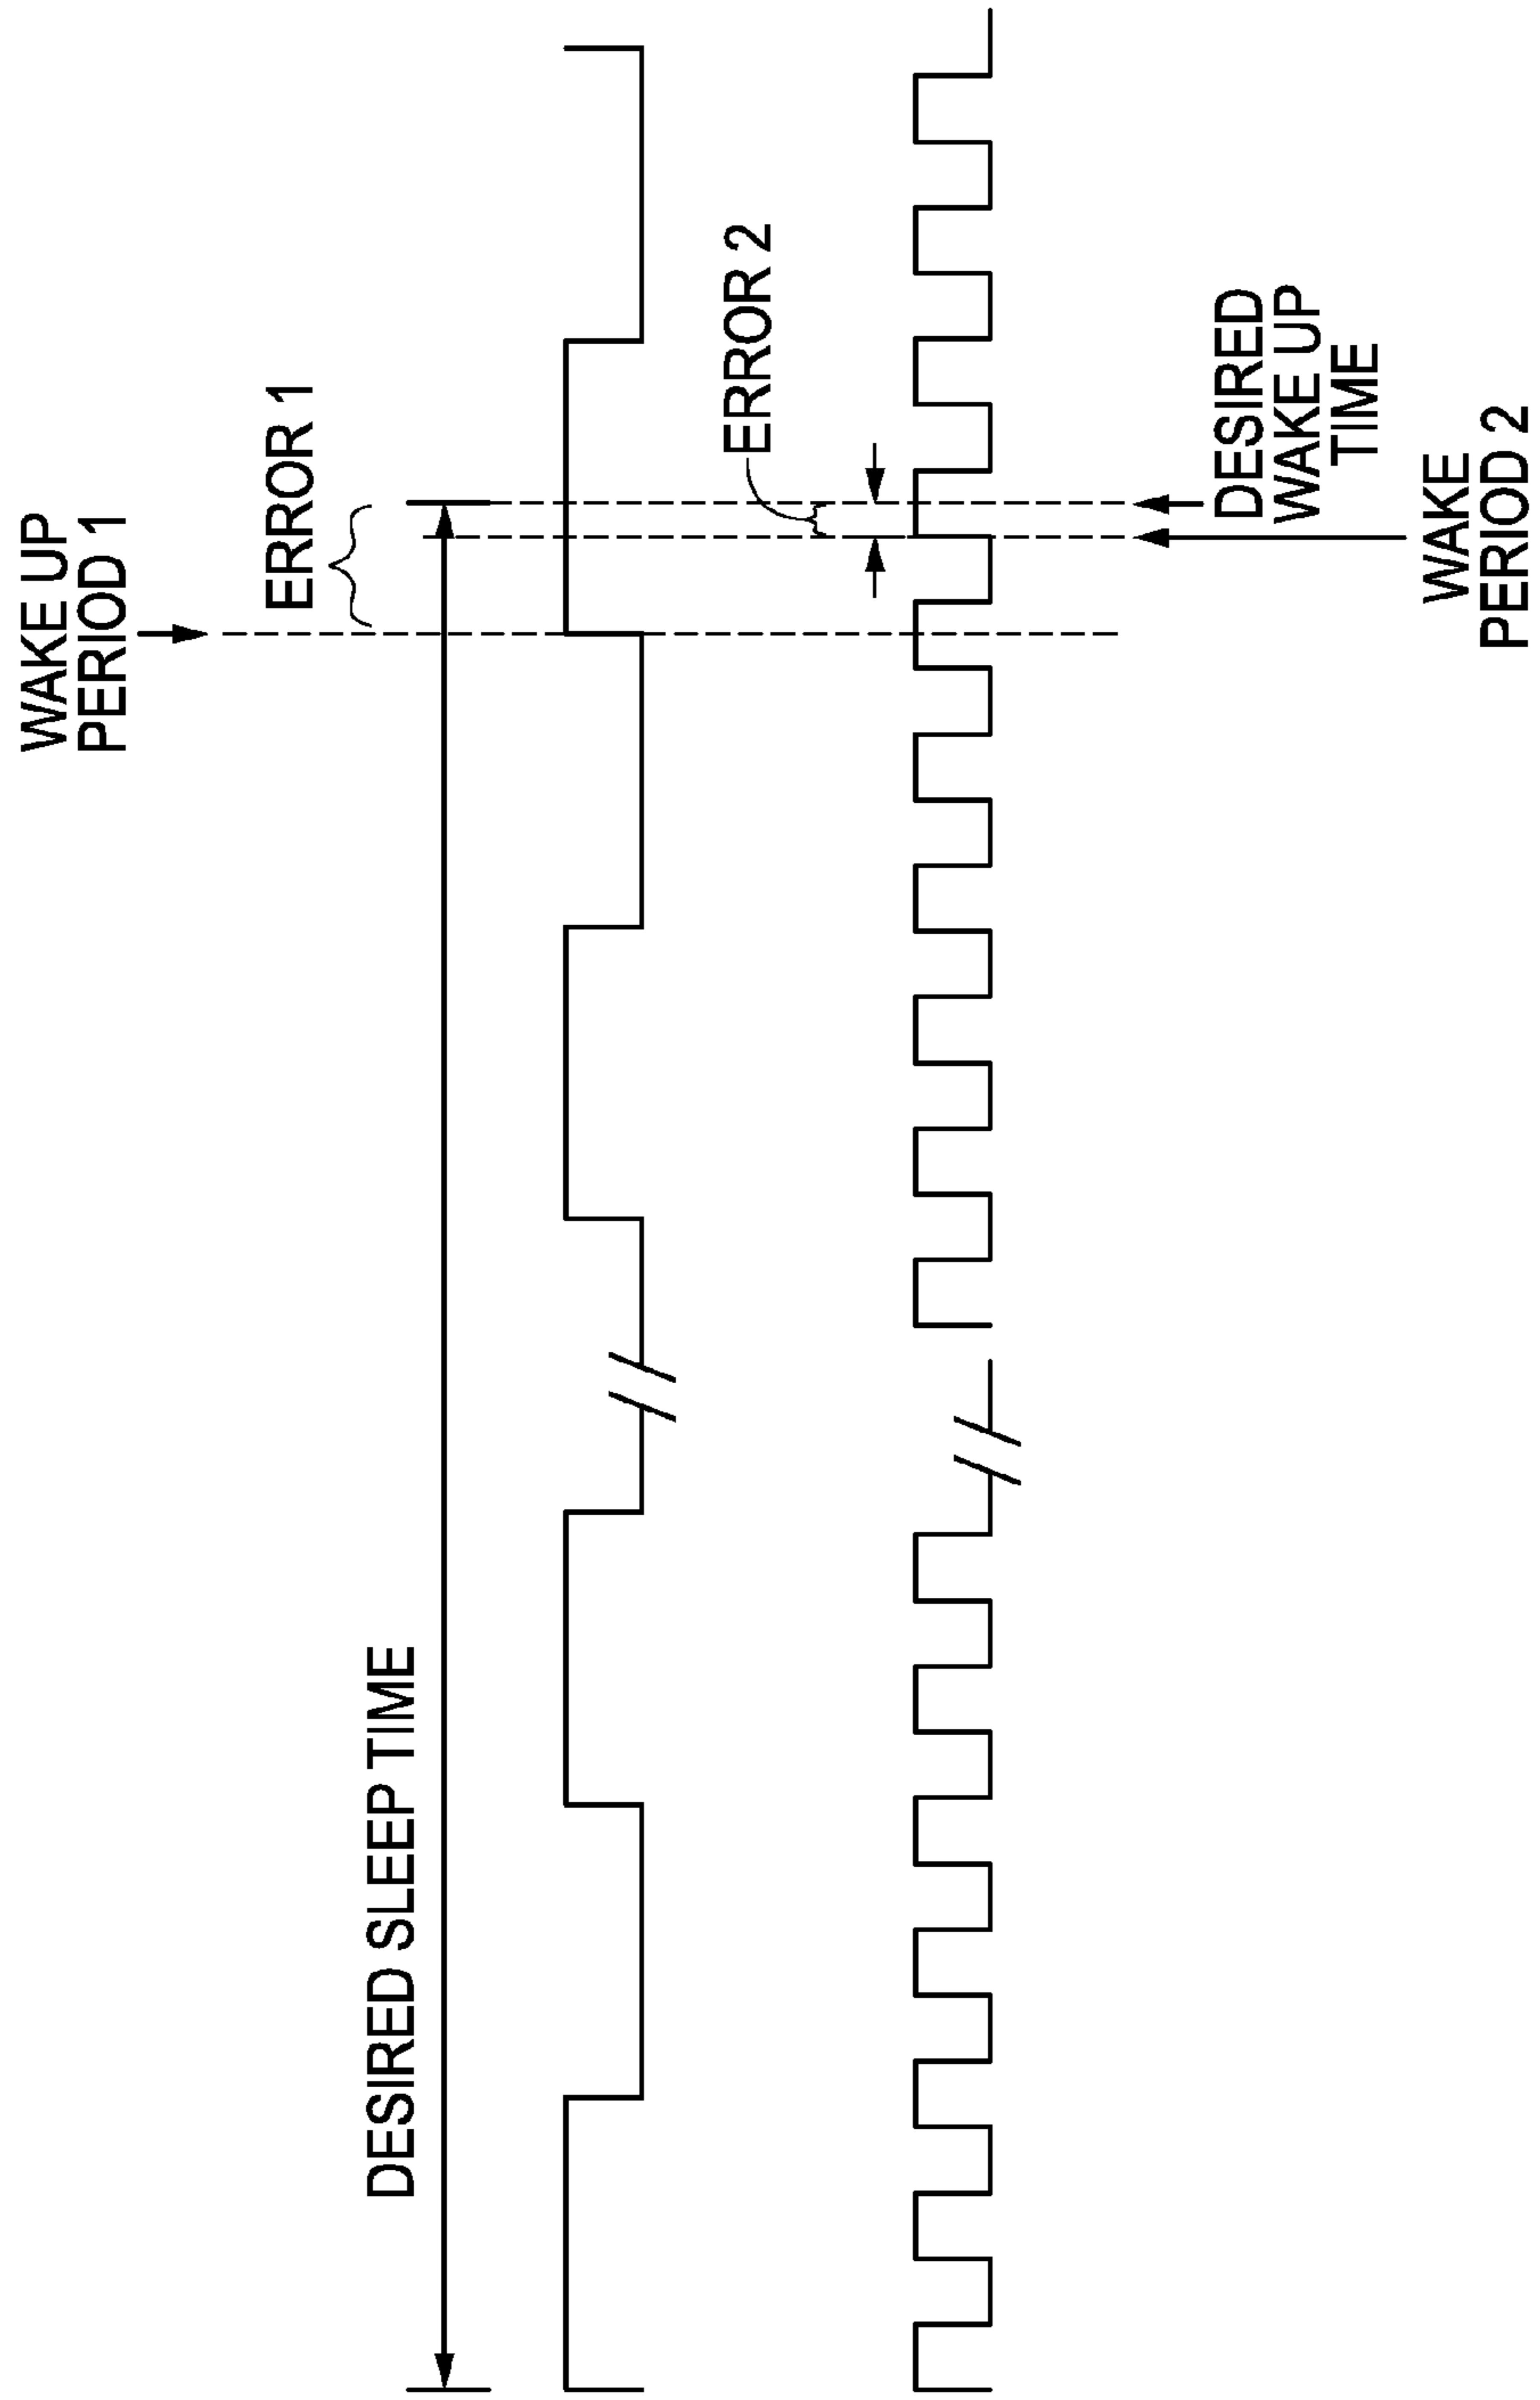 WAKE UP
PERIOD 1
ERROR 1
DESIRED SLEEP TIME
ERROR 2
DESIRED
WAKE UP
TIME
WAKE
PERIOD 2